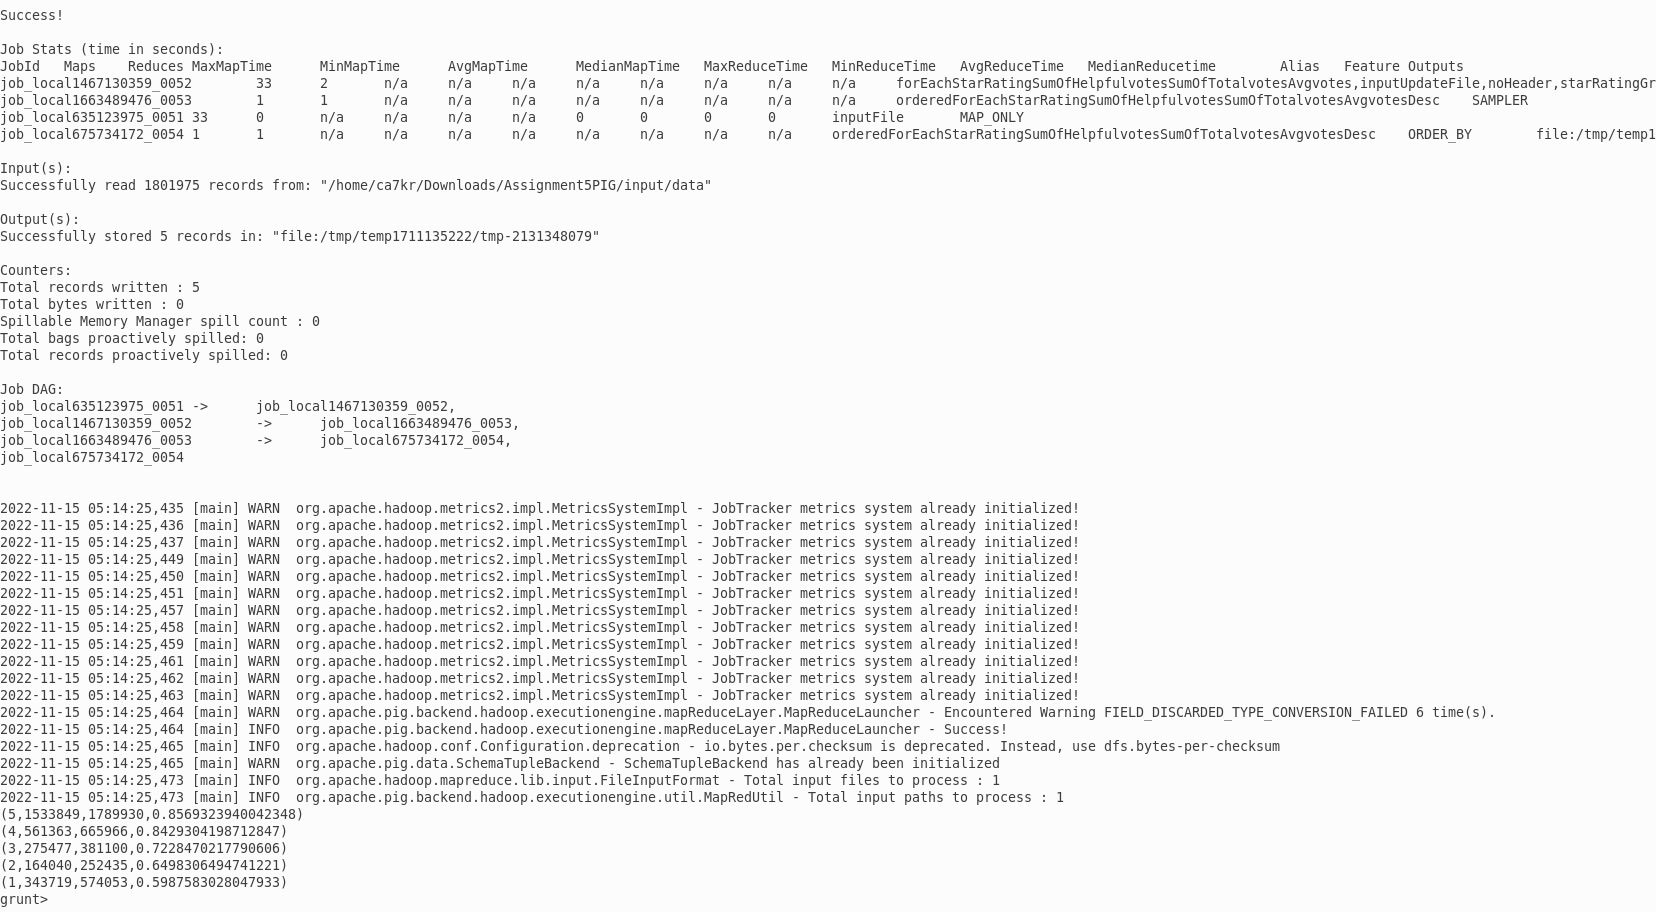 Success!
Job Stats (time in seconds):
JobId Maps Reduces MaxMapTime MinMapTime AvgMapTime MedianMapTime MaxReduceTime MinReduceTime AvgReduceTime MedianReducetime Alias Feature Outputs
job_local1467130359_0052 33 2 n/a n/a n/a n/a n/a n/a n/a n/a forEachStarRatingSumOfHelpfulvotesSumOfTotalvotesAvgvotes,inputUpdateFile,noHeader,starRatingGr
job_local1663489476_0053 1 1 n/a n/a n/a n/a n/a n/a n/a n/a orderedForEachStarRatingSumOfHelpfulvotesSumOfTotalvotesAvgvotesDesc SAMPLER
job_local635123975_0051 33 0 n/a n/a n/a n/a 0 0 0 0 inputFile MAP_ONLY
job_local675734172_0054 1 1 n/a n/a n/a n/a n/a n/a n/a n/a orderedForEachStarRatingSumOfHelpfulvotesSumOfTotalvotesAvgvotesDesc ORDER_BY file:/tmp/temp1
Input(s):
Successfully read 1801975 records from: "/home/ca7kr/Downloads/Assignment5PIG/input/data"
Output(s):
Successfully stored 5 records in: "file:/tmp/temp1711135222/tmp-2131348079"
Counters:
Total records written : 5
Total bytes written : 0
Spillable Memory Manager spill count : 0
Total bags proactively spilled: 0
Total records proactively spilled: 0
Job DAG:
job_local635123975_0051 -> job_local1467130359_0052,
job_local1467130359_0052 -> job_local1663489476_0053,
job_local1663489476_0053 -> job_local675734172_0054,
job_local675734172_0054
2022-11-15 05:14:25,435 [main] WARN org.apache.hadoop.metrics2.impl.MetricsSystemImpl - JobTracker metrics system already initialized!
2022-11-15 05:14:25,436 [main] WARN org.apache.hadoop.metrics2.impl.MetricsSystemImpl - JobTracker metrics system already initialized!
2022-11-15 05:14:25,437 [main] WARN org.apache.hadoop.metrics2.impl.MetricsSystemImpl - JobTracker metrics system already initialized!
2022-11-15 05:14:25,449 [main] WARN org.apache.hadoop.metrics2.impl.MetricsSystemImpl - JobTracker metrics system already initialized!
2022-11-15 05:14:25,450 [main] WARN org.apache.hadoop.metrics2.impl.MetricsSystemImpl - JobTracker metrics system already initialized!
2022-11-15 05:14:25,451 [main] WARN org.apache.hadoop.metrics2.impl.MetricsSystemImpl - JobTracker metrics system already initialized!
2022-11-15 05:14:25,457 [main] WARN org.apache.hadoop.metrics2.impl.MetricsSystemImpl - JobTracker metrics system already initialized!
2022-11-15 05:14:25,458 [main] WARN org.apache.hadoop.metrics2.impl.MetricsSystemImpl - JobTracker metrics system already initialized!
2022-11-15 05:14:25,459 [main] WARN org.apache.hadoop.metrics2.impl.MetricsSystemImpl - JobTracker metrics system already initialized!
2022-11-15 05:14:25,461 [main] WARN org.apache.hadoop.metrics2.impl.MetricsSystemImpl - JobTracker metrics system already initialized!
2022-11-15 05:14:25,462 [main] WARN org.apache.hadoop.metrics2.impl.MetricsSystemImpl - JobTracker metrics system already initialized!
2022-11-15 05:14:25,463 [main] WARN org.apache.hadoop.metrics2.impl.MetricsSystemImpl - JobTracker metrics system already initialized!
2022-11-15 05:14:25,464 [main] WARN org.apache.pig.backend.hadoop.executionengine.mapReduceLayer.MapReduceLauncher - Encountered Warning FIELD_DISCARDED_TYPE_CONVERSION_FAILED 6 time(s).
2022-11-15 05:14:25,464 [main] INFO org.apache.pig.backend.hadoop.executionengine.mapReduceLayer.MapReduceLauncher - Success!
2022-11-15 05:14:25,465 [main] INFO org.apache.hadoop.conf.Configuration.deprecation - io.bytes.per.checksum is deprecated. Instead, use dfs.bytes-per-checksum
2022-11-15 05:14:25,465 [main] WARN org.apache.pig.data.SchemaTupleBackend - SchemaTupleBackend has already been initialized
2022-11-15 05:14:25,473 [main] INFO org.apache.hadoop.mapreduce.lib.input.FileInputFormat - Total input files to process : 1
2022-11-15 05:14:25,473 [main] INFO org.apache.pig.backend.hadoop.executionengine.util.MapRedUtil - Total input paths to process : 1
(5,1533849,1789930,0.8569323940042348)
(4,561363,665966,0.8429304198712847)
(3,275477,381100,0.7228470217790606)
(2,164040,252435,0.6498306494741221)
(1,343719,574053,0.5987583028047933)
grunt>